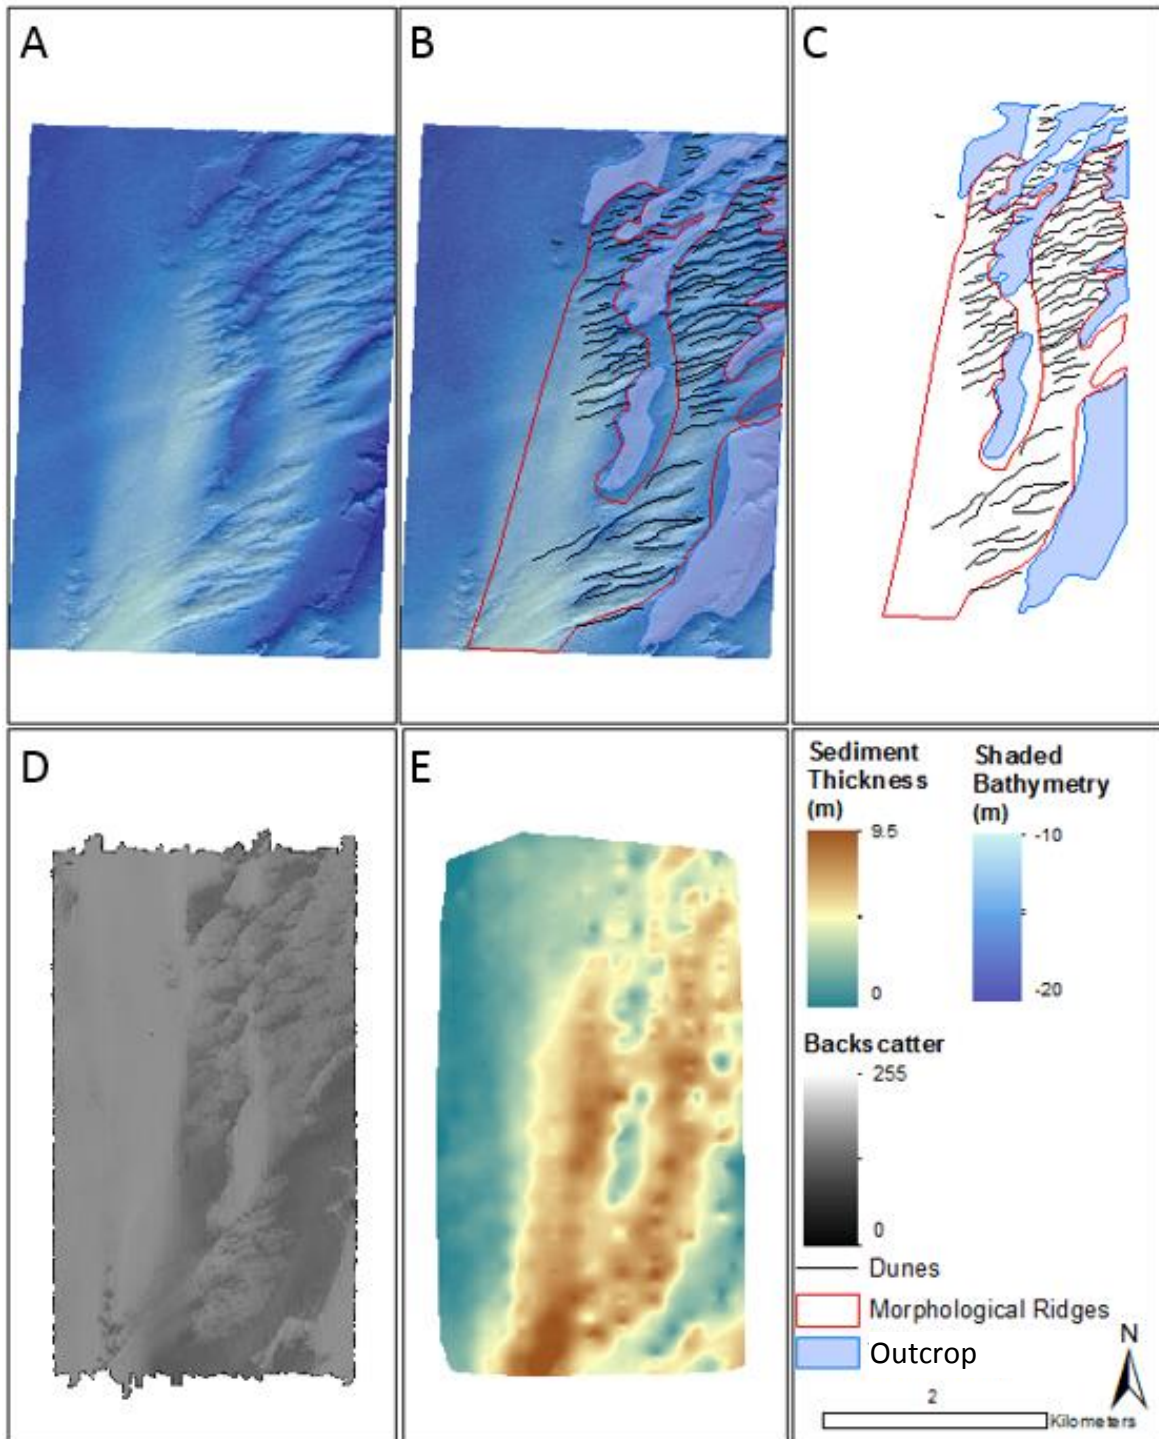 A
B
C
D
E
Sediment
Thickness
(m)
9.5
0
Shaded
Bathymetry
(m)
-10
-20
Backscatter
255
0
Dunes
Morphological Ridges
Outcrop
N
2
Kilometers